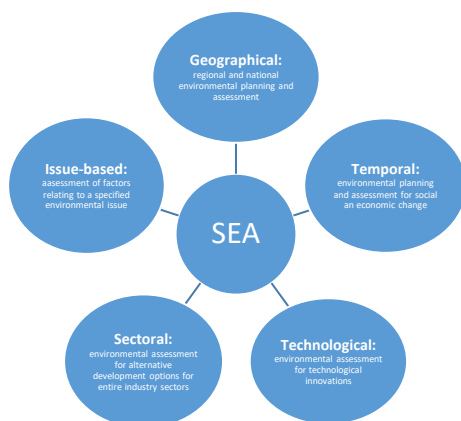 Geographical:
regional and national
environmental planning and
assessment
Issue-based:
aasessment of factors
relating to a specified
environmental issue
Temporal:
environmental planning
and assessment for social
an economic change
SEA
Sectoral:
environmental assessment
for alternative
development options for
entire industry sectors
Technological:
environmental assessment
for technological
innovations